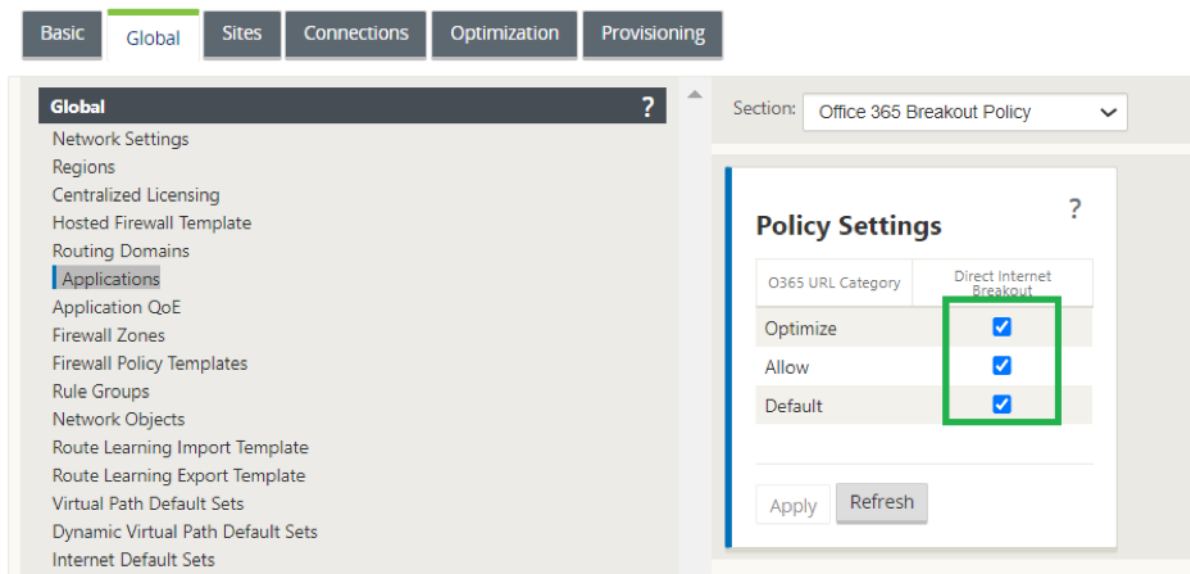 Basic Global Sites Connections Optimization Provisioning
Global ?
Network Settings
Regions
Centralized Licensing
Hosted Firewall Template
Routing Domains
Applications
Application QoE
Firewall Zones
Firewall Policy Templates
Rule Groups
Network Objects
Route Learning Import Template
Route Learning Export Template
Virtual Path Default Sets
Dynamic Virtual Path Default Sets
Internet Default Sets
Section: Office 365 Breakout Policy
?
Policy Settings
O365 URL Category Direct Internet
Breakout
Optimize
Allow
Default
Apply Refresh